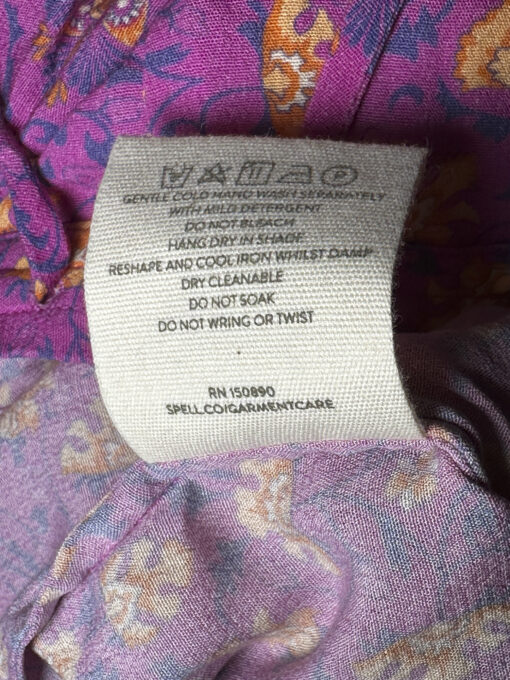 GENTLE COLD HAND WASH SEPARATELY
WITH MILD DETERGENT
DO NOT BLEACH
HANG DRY IN SHADE
RESHAPE AND COOL IRON WHILST DAMP
DRY CLEANABLE
DO NOT SOAK
DO NOT WRING OR TWIST
RN 150890
SPELL.CO/GARMENTCARE